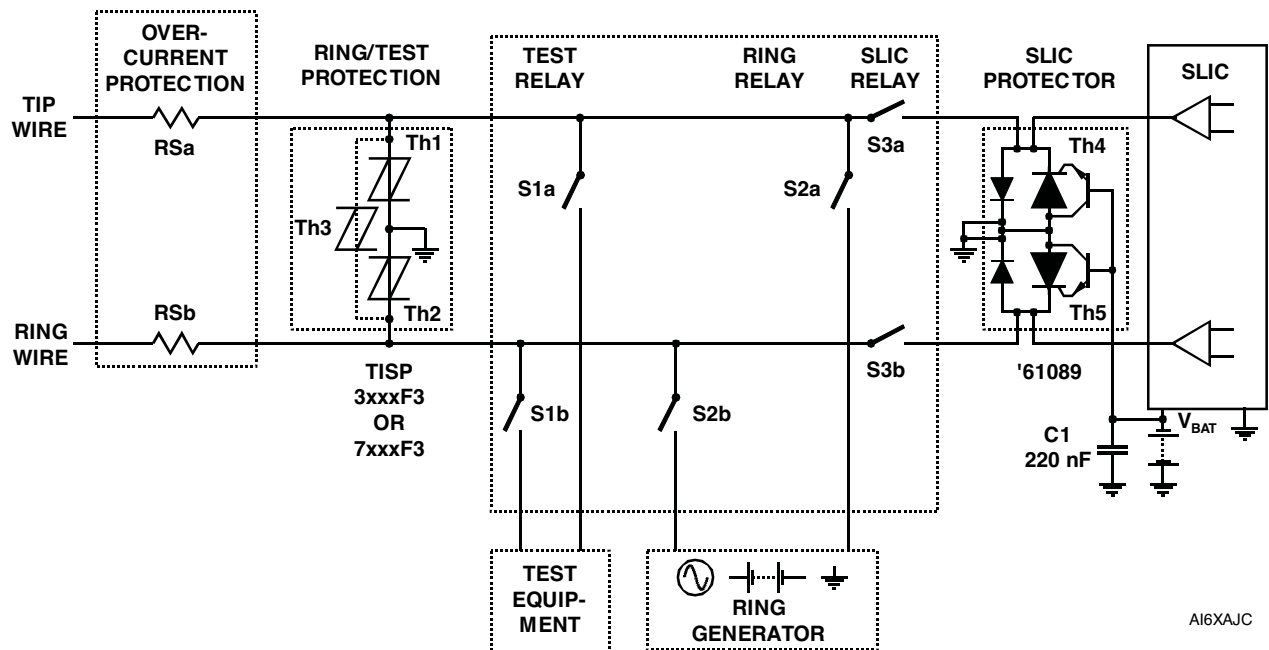 OVER-
CURRENT
PROTECTION
RING/TEST
PROTECTION
TEST
RELAY
RING
RELAY
SLIC
RELAY
SLIC
PROTECTOR
SLIC
TIP
WIRE
RSa
Th1
Th3
Th2
S1a
S2a
S3a
Th4
Th5
RING
WIRE
RSb
TISP
3xxxF3
OR
7xxxF3
S1b
S2b
S3b
'61089
C1
220 nF
VBAT
TEST
EQUIP-
MENT
RING
GENERATOR
AI6XAJC